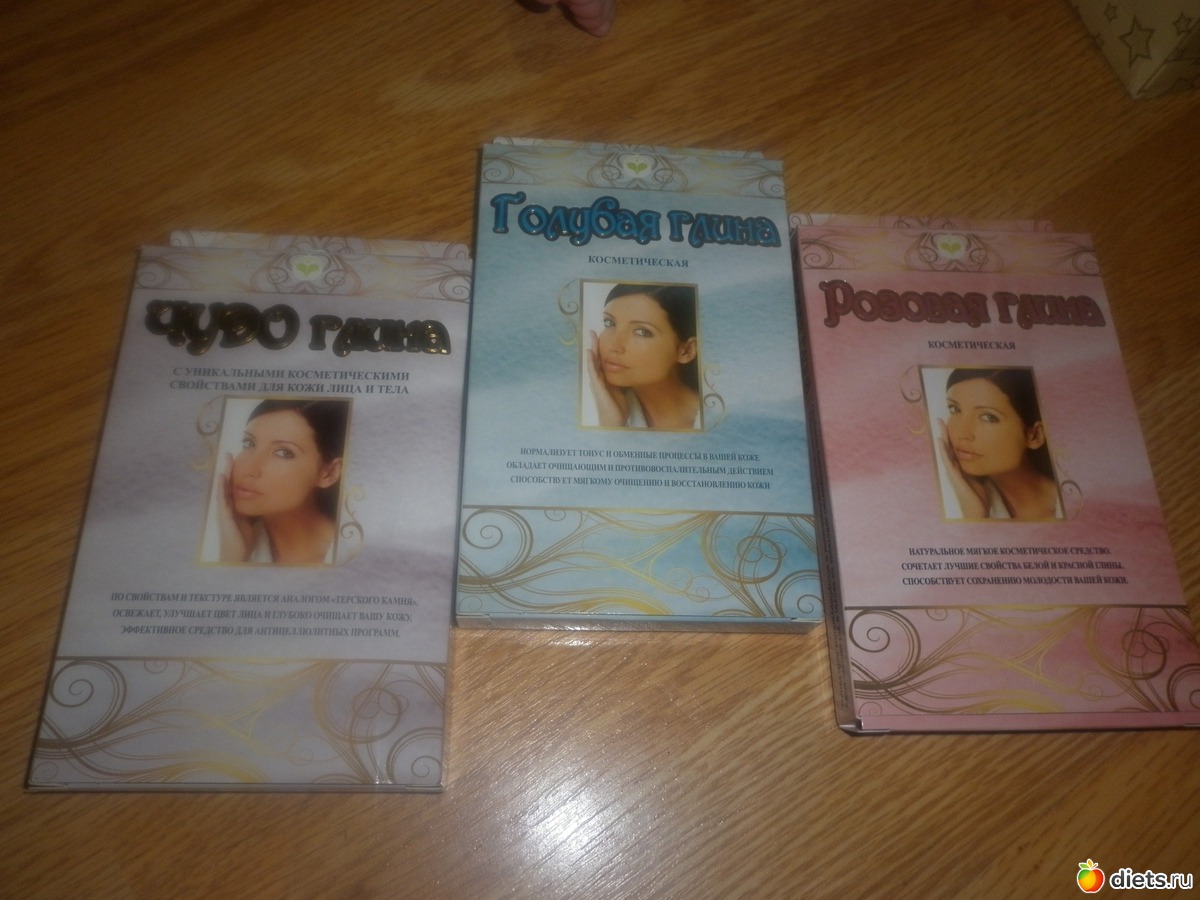 ЧУДО глина
С УНИКАЛЬНЫМИ КОСМЕТИЧЕСКИМИ
СВОЙСТВАМИ ДЛЯ КОЖИ ЛИЦА И ТЕЛА
ПО СВОЙСТВАМ И ТЕКСТУРЕ ЯВЛЯЕТСЯ АНАЛОГОМ «ТЕРСКОГО КАМНЯ».
ОСВЕЖАЕТ, УЛУЧШАЕТ ЦВЕТ ЛИЦА И ГЛУБОКО ОЧИЩАЕТ ВАШУ КОЖУ.
ЭФФЕКТИВНОЕ СРЕДСТВО ДЛЯ АНТИЦЕЛЛЮЛИТНЫХ ПРОГРАММ.
Голубая глина
КОСМЕТИЧЕСКАЯ
НОРМАЛИЗУЕТ ТОНУС И ОБМЕННЫЕ ПРОЦЕССЫ В ВАШЕЙ КОЖЕ
ОБЛАДАЕТ ОЧИЩАЮЩИМ И ПРОТИВОВОСПАЛИТЕЛЬНЫМ ДЕЙСТВИЕМ
СПОСОБСТВУЕТ МЯГКОМУ ОЧИЩЕНИЮ И ВОССТАНОВЛЕНИЮ КОЖИ
Розовая глина
КОСМЕТИЧЕСКАЯ
НАТУРАЛЬНОЕ МЯГКОЕ КОСМЕТИЧЕСКОЕ СРЕДСТВО.
СОЧЕТАЕТ ЛУЧШИЕ СВОЙСТВА БЕЛОЙ И КРАСНОЙ ГЛИНЫ.
СПОСОБСТВУЕТ СОХРАНЕНИЮ МОЛОДОСТИ ВАШЕЙ КОЖИ.
diets.ru